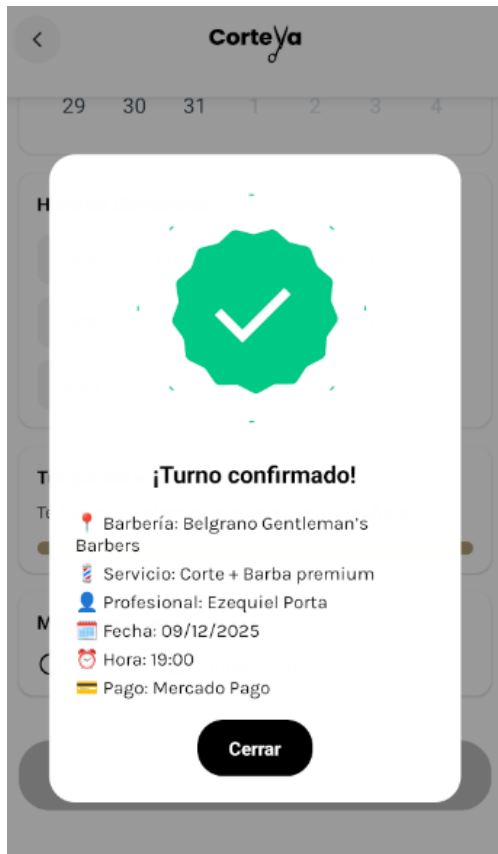 CorteYa
29 30 31 1 2 3 4
H
¡Turno confirmado!
T
📍 Barbería: Belgrano Gentleman's
Barbers
💈 Servicio: Corte + Barba premium
👤 Profesional: Ezequiel Porta
🗓️ Fecha: 09/12/2025
⏰ Hora: 19:00
💳 Pago: Mercado Pago
M
Cerrar